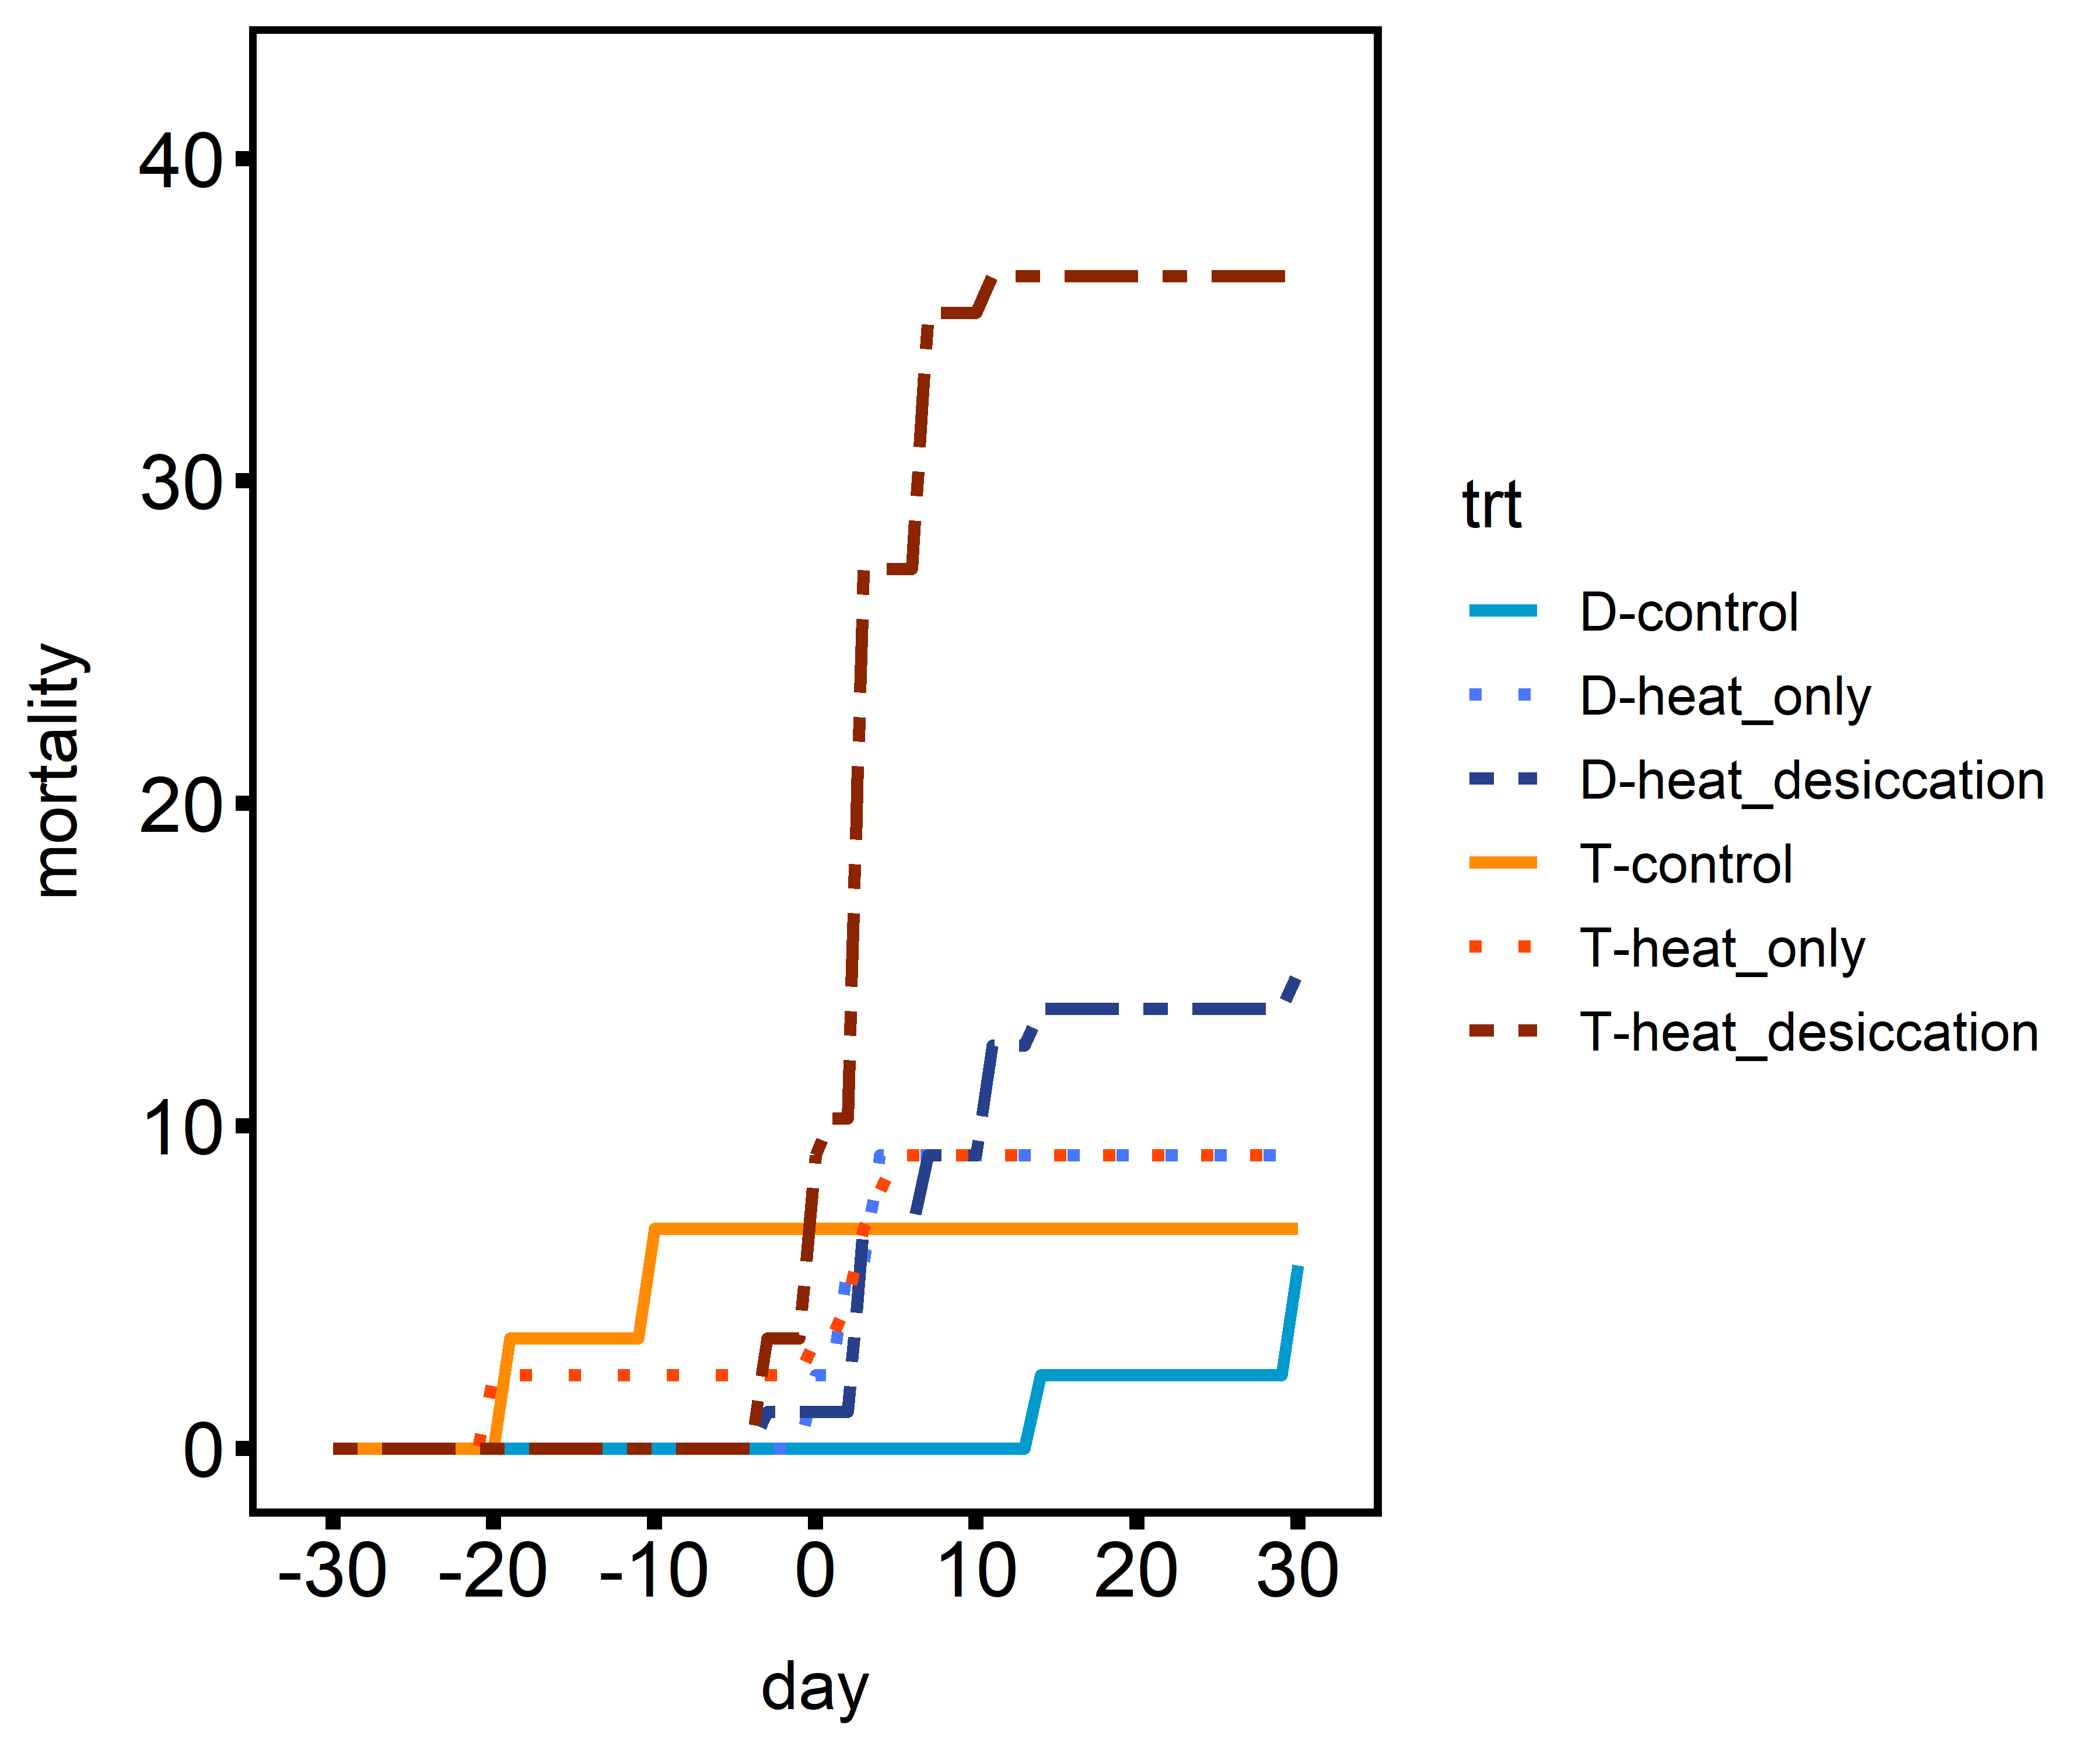 mortality
40
30
20
10
0
-30 -20 -10 0 10 20 30
day
trt
D-control
D-heat_only
D-heat_desiccation
T-control
T-heat_only
T-heat_desiccation